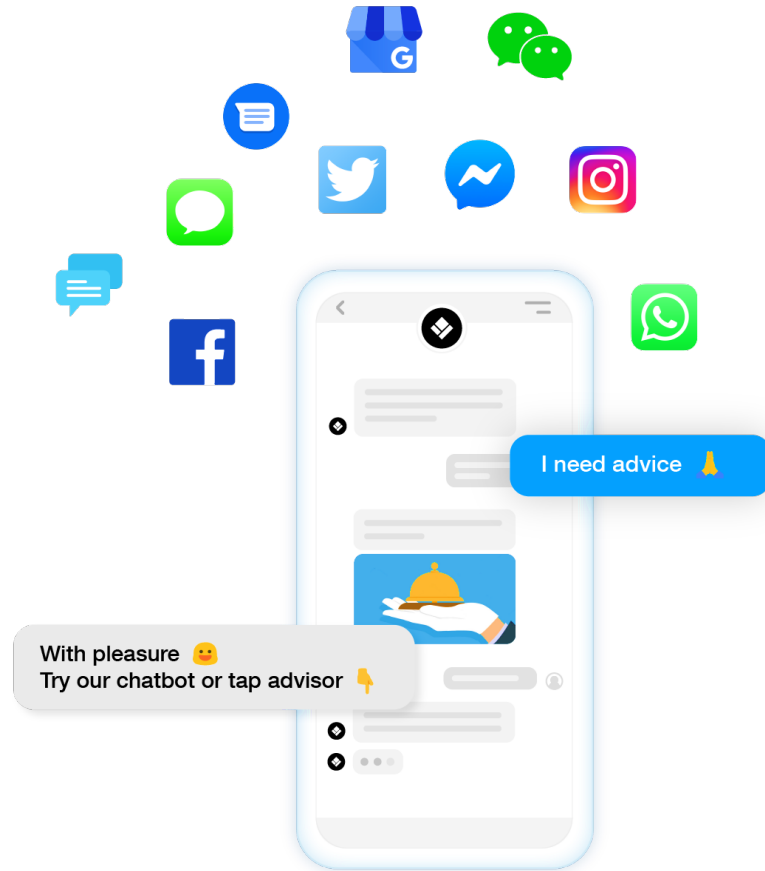 G
I need advice 🙏
With pleasure 😃
Try our chatbot or tap advisor 👇